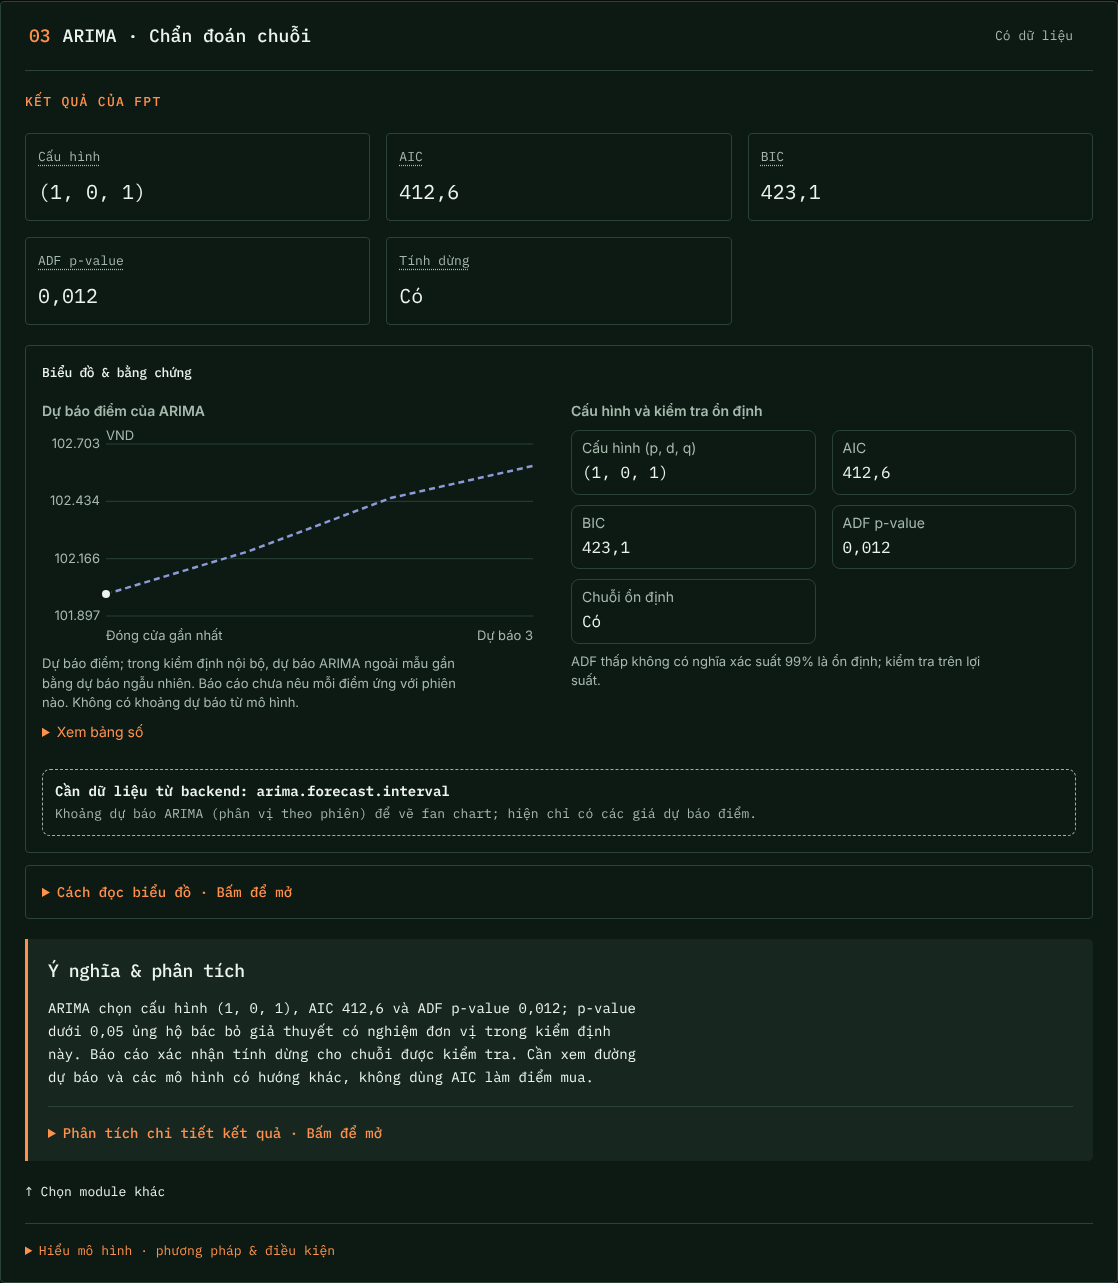 03 ARIMA · Chẩn đoán chuỗi
Có dữ liệu
KẾT QUẢ CỦA FPT
Cấu hình
(1, 0, 1)
AIC
412,6
BIC
423,1
ADF p-value
0,012
Tính dừng
Có
Biểu đồ & bằng chứng
Dự báo điểm của ARIMA
VND
102.703
102.434
102.166
101.897
Đóng cửa gần nhất
Dự báo 3
Dự báo điểm; trong kiểm định nội bộ, dự báo ARIMA ngoài mẫu gần
bằng dự báo ngẫu nhiên. Báo cáo chưa nêu mỗi điểm ứng với phiên
nào. Không có khoảng dự báo từ mô hình.
▶ Xem bảng số
Cấu hình và kiểm tra ổn định
Cấu hình (p, d, q)
(1, 0, 1)
AIC
412,6
BIC
423,1
ADF p-value
0,012
Chuỗi ổn định
Có
ADF thấp không có nghĩa xác suất 99% là ổn định; kiểm tra trên lợi
suất.
Cần dữ liệu từ backend: arima.forecast.interval
Khoảng dự báo ARIMA (phân vị theo phiên) để vẽ fan chart; hiện chỉ có các giá dự báo điểm.
▶ Cách đọc biểu đồ · Bấm để mở
Ý nghĩa & phân tích
ARIMA chọn cấu hình (1, 0, 1), AIC 412,6 và ADF p-value 0,012; p-value
dưới 0,05 ủng hộ bác bỏ giả thuyết có nghiệm đơn vị trong kiểm định
này. Báo cáo xác nhận tính dừng cho chuỗi được kiểm tra. Cần xem đường
dự báo và các mô hình có hướng khác, không dùng AIC làm điểm mua.
▶ Phân tích chi tiết kết quả · Bấm để mở
↑ Chọn module khác
▶ Hiểu mô hình · phương pháp & điều kiện